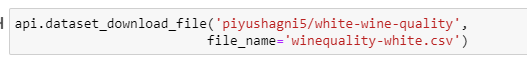 api.dataset_download_file('piyushagni5/white-wine-quality',
file_name='winequality-white.csv')